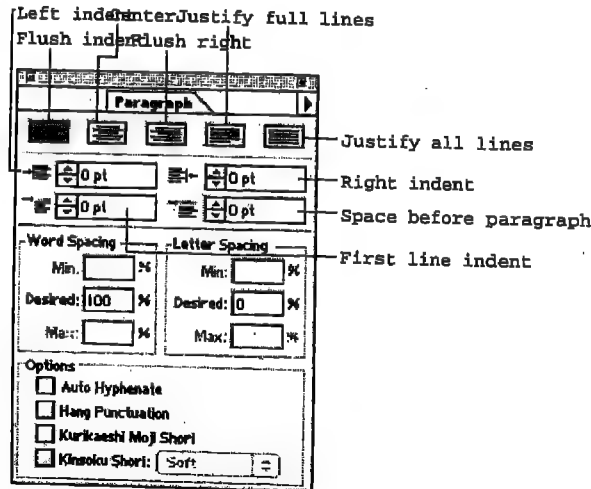 Left indent Center Justify full lines
Flush indent Flush right
Paragraph
Justify all lines
0 pt 0 pt Right indent
0 pt 0 pt Space before paragraph
First line indent
Word Spacing Letter Spacing
Min. % Min: %
Desired: 100 % Desired: 0 %
Max: % Max: %
Options
Auto Hyphenate
Hang Punctuation
Kurikaeshi Moji Shori
Kinsoku Shori: Soft